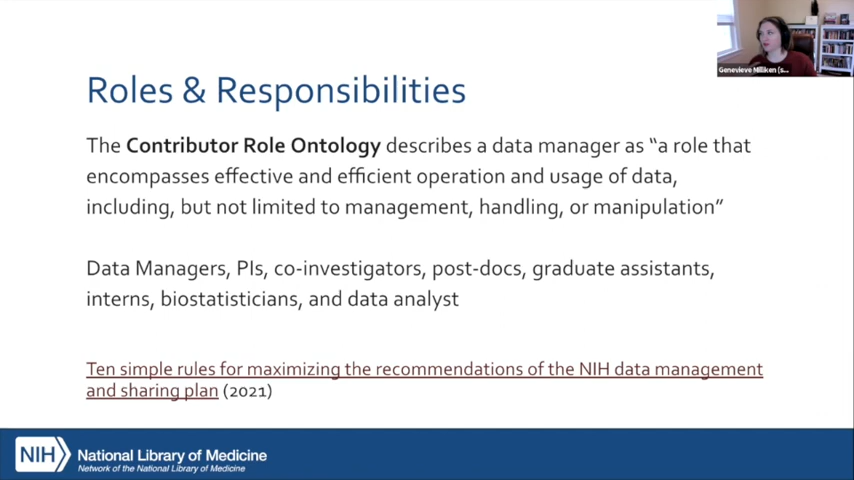 Genevieve Milliken (s...
Roles & Responsibilities
The Contributor Role Ontology describes a data manager as “a role that
encompasses effective and efficient operation and usage of data,
including, but not limited to management, handling, or manipulation”
Data Managers, PIs, co-investigators, post-docs, graduate assistants,
interns, biostatisticians, and data analyst
Ten simple rules for maximizing the recommendations of the NIH data management
and sharing plan (2021)
NIH National Library of Medicine
Network of the National Library of Medicine